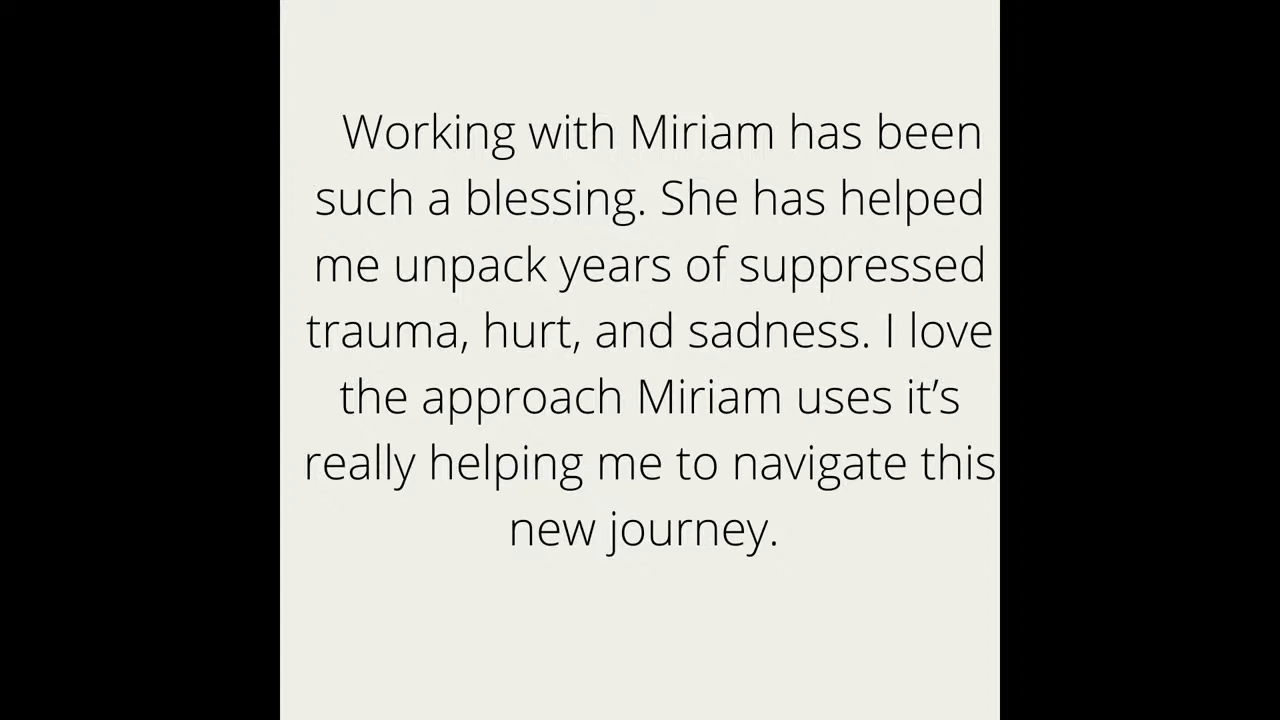 Working with Miriam has been
such a blessing. She has helped
me unpack years of suppressed
trauma, hurt, and sadness. I love
the approach Miriam uses it’s
really helping me to navigate this
new journey.